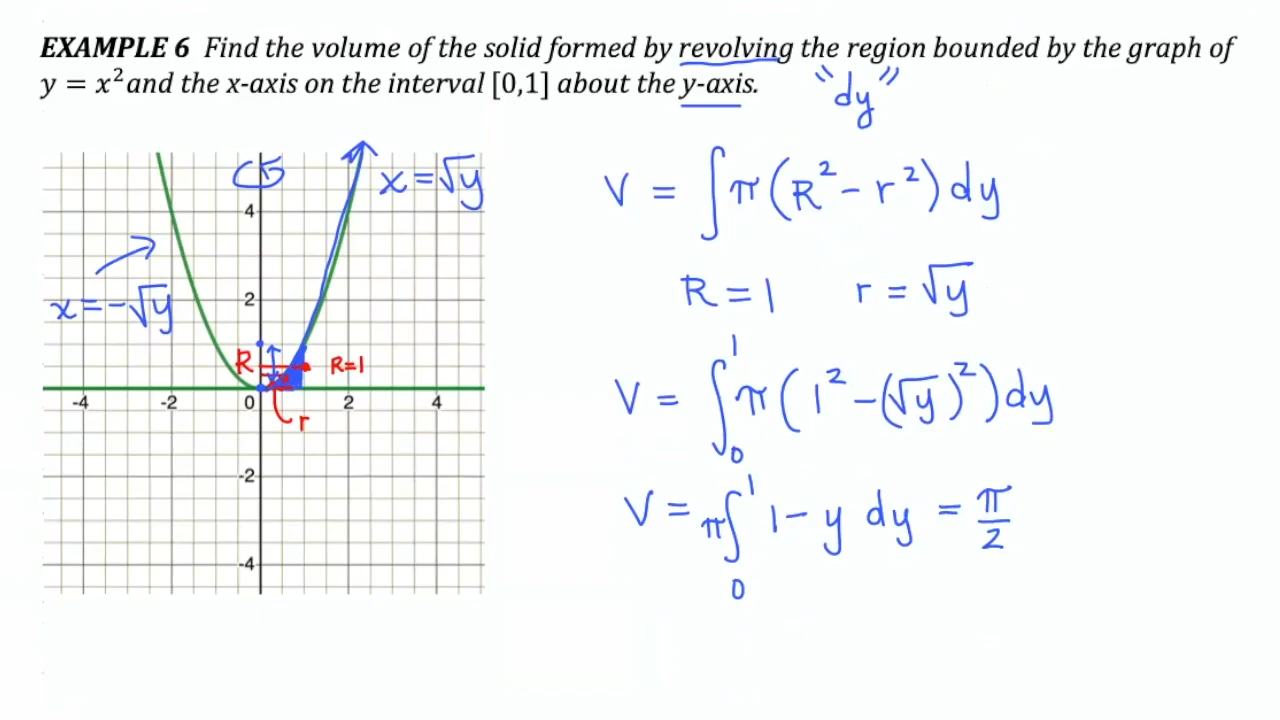 EXAMPLE 6 Find the volume of the solid formed by revolving the region bounded by the graph of
y = x² and the x-axis on the interval [0,1] about the y-axis.
"dy"
x = √y
V = ∫ π(R² − r²) dy
4
2
x = −√y
R = 1 r = √y
R
R=1
-4
-2
0
2
4
r
V = ∫₀¹ π(1² − (√y)²) dy
-2
V = π∫₀¹ 1 − y dy = π/2
-4